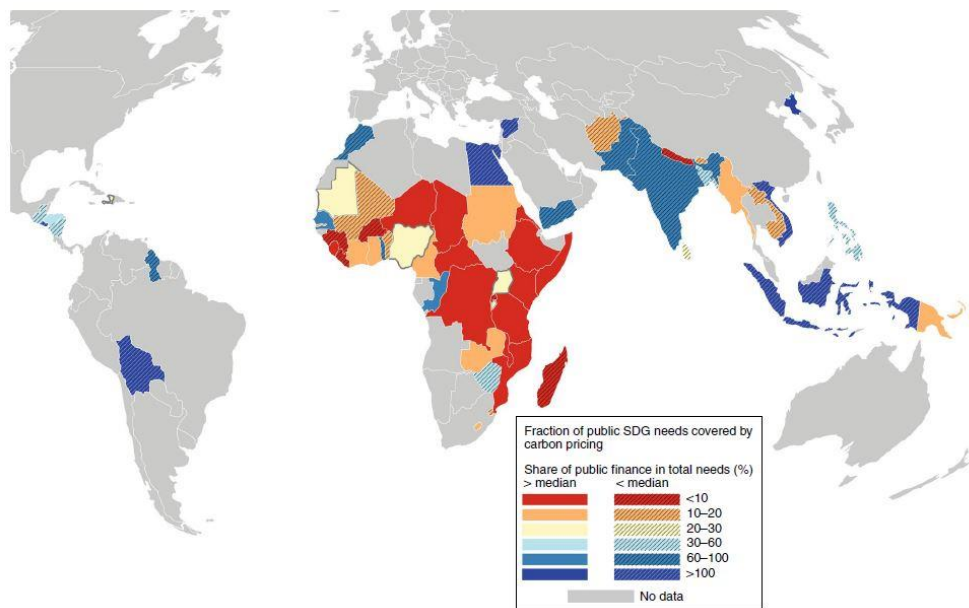 Fraction of public SDG needs covered by
carbon pricing
Share of public finance in total needs (%)
> median < median
<10
10–20
20–30
30–60
60–100
>100
No data